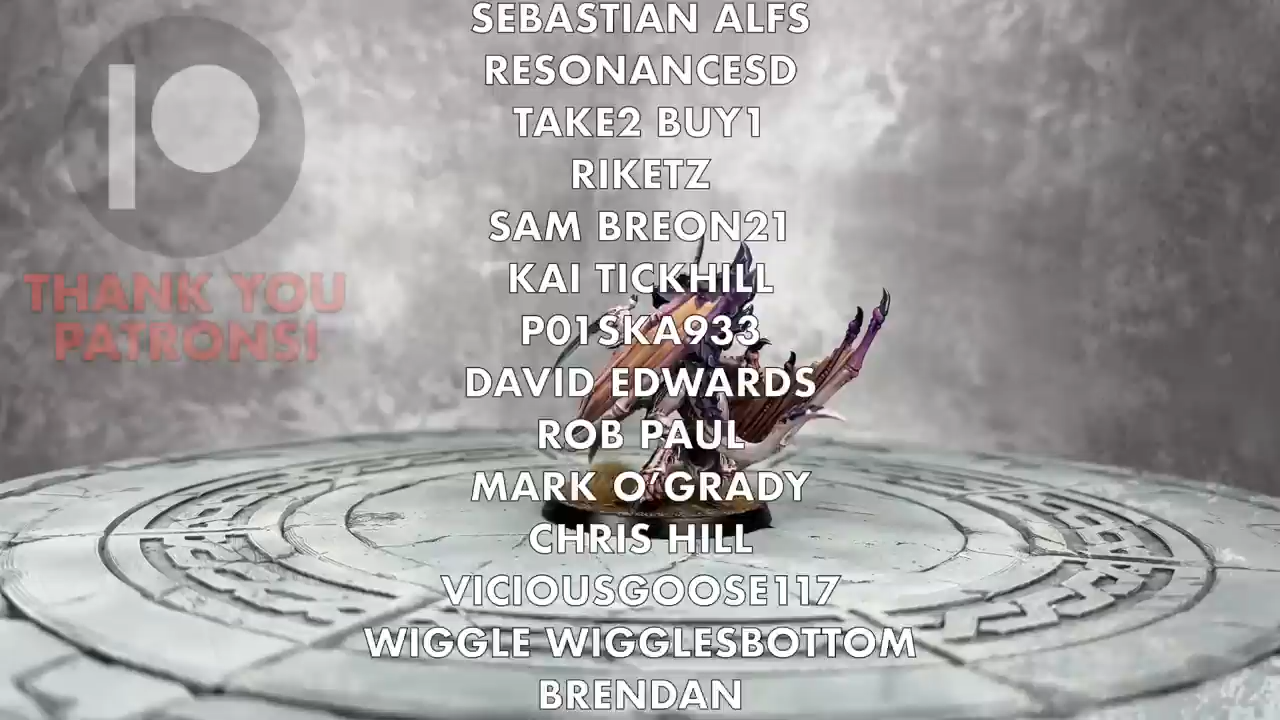 SEBASTIAN ALFS
RESONANCESD
TAKE2 BUY1
RIKETZ
SAM BREON21
KAI TICKHILL
P01SKA933
DAVID EDWARDS
ROB PAUL
MARK O'GRADY
CHRIS HILL
VICIOUSGOOSE117
WIGGLE WIGGLESBOTTOM
BRENDAN
THANK YOU
PATRONS!